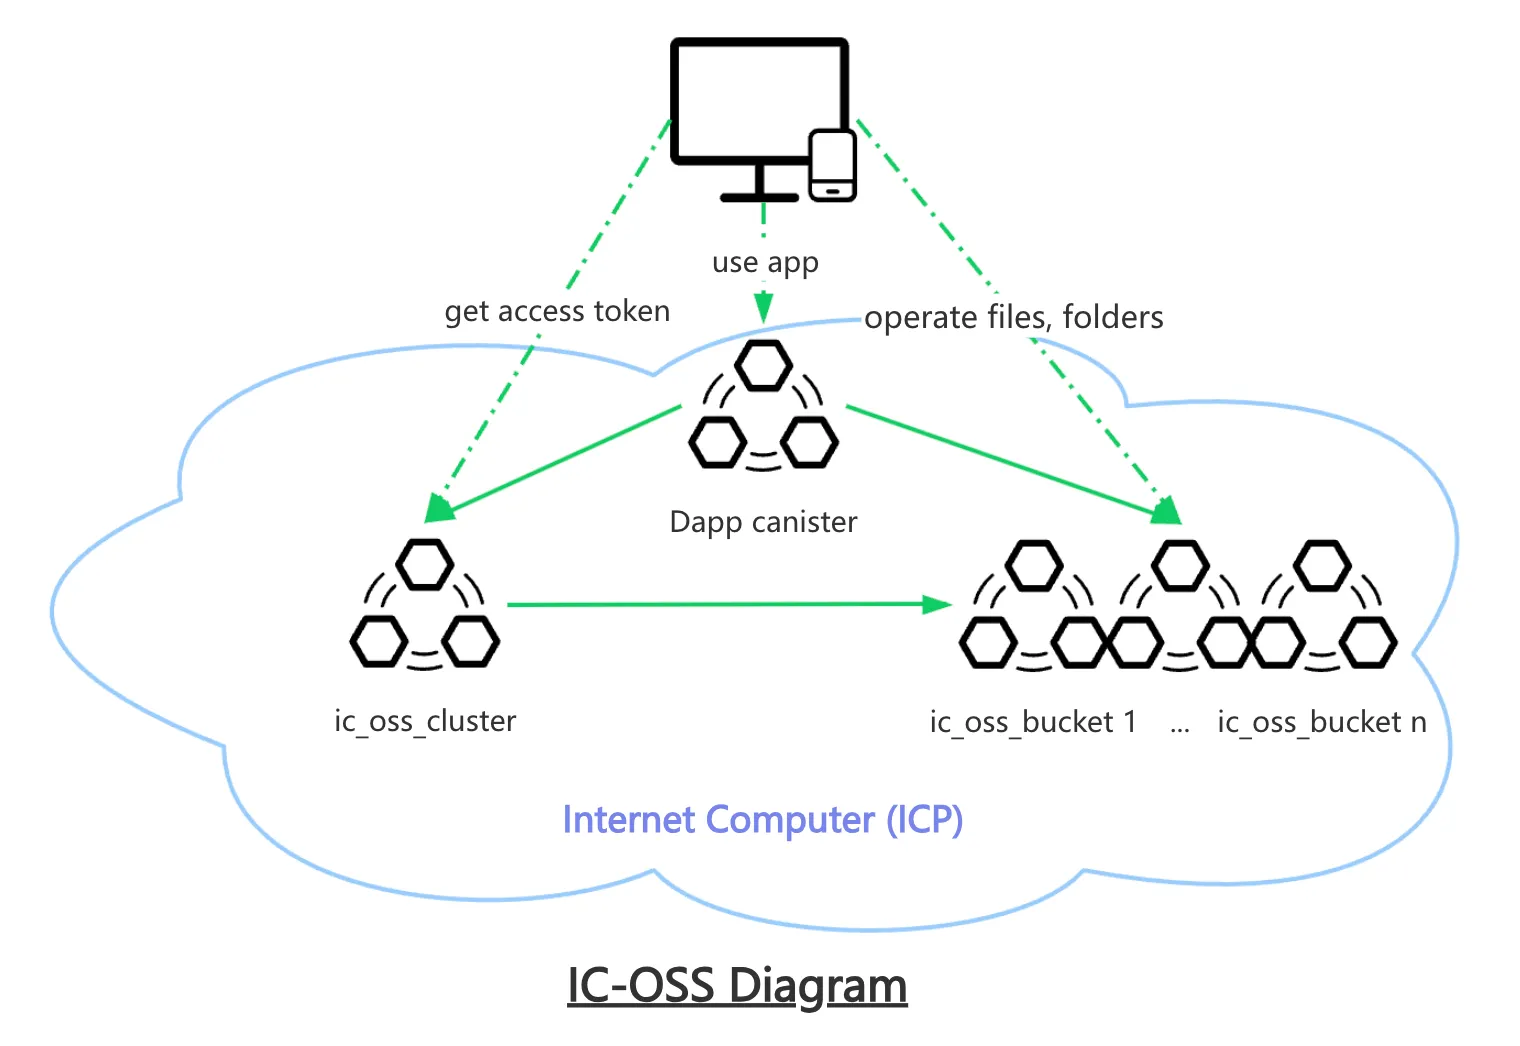 use app
get access token
operate files, folders
Dapp canister
ic_oss_cluster
ic_oss_bucket 1 ... ic_oss_bucket n
Internet Computer (ICP)
IC-OSS Diagram